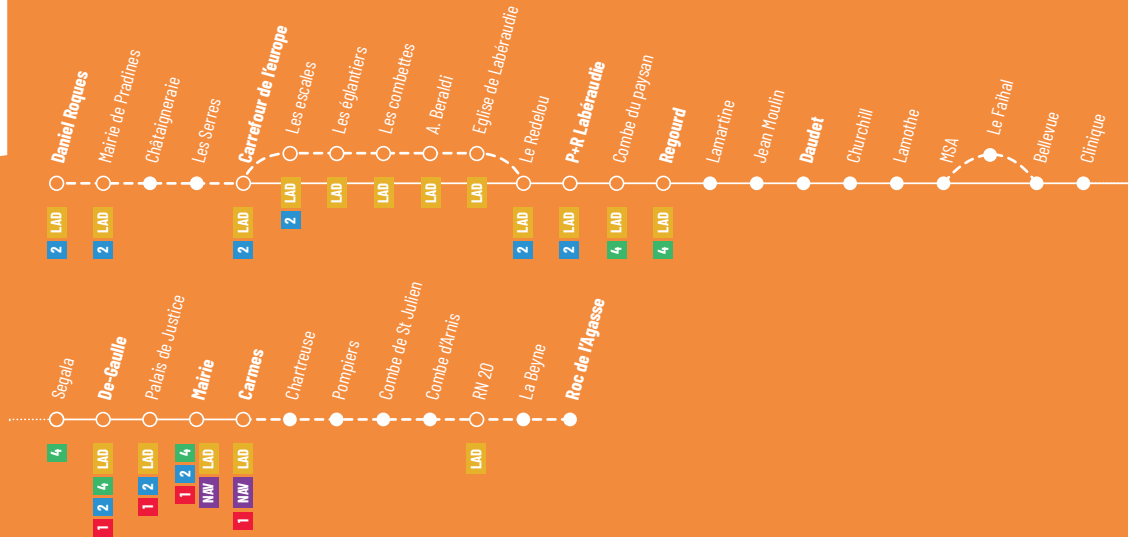 Daniel Roques
2 LAD
Mairie de Pradines
2 LAD
Châtaigneraie
Les Serres
Carrefour de l'europe
2 LAD
Les escales
2 LAD
Les églantiers
LAD
Les combettes
LAD
A. Beraldi
LAD
Eglise de Labéraudie
LAD
Le Redelou
2 LAD
P+R Labéraudie
2 LAD
Combe du paysan
4 LAD
Regourd
4 LAD
Lamartine
Jean Moulin
Daudet
Churchill
Lamothe
MSA
Le Faihal
Bellevue
Clinique
Segala
4
De-Gaulle
1 2 4 LAD
Palais de Justice
1 2 LAD
Mairie
1 2 4
NAV LAD
Carmes
1 NAV LAD
Chartreuse
Pompiers
Combe de St Julien
Combe d'Arnis
RN 20
LAD
La Beyne
Roc de l'Agasse